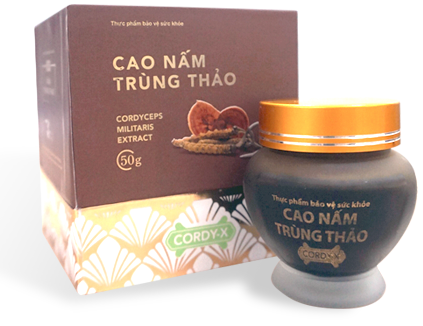 Thực phẩm bảo vệ sức khỏe
CAO NẤM
TRÙNG THẢO
CORDYCEPS
MILITARIS
EXTRACT
50g
CORDY-X
Thực phẩm bảo vệ sức khỏe
CAO NẤM
TRÙNG THẢO
CORDY-X